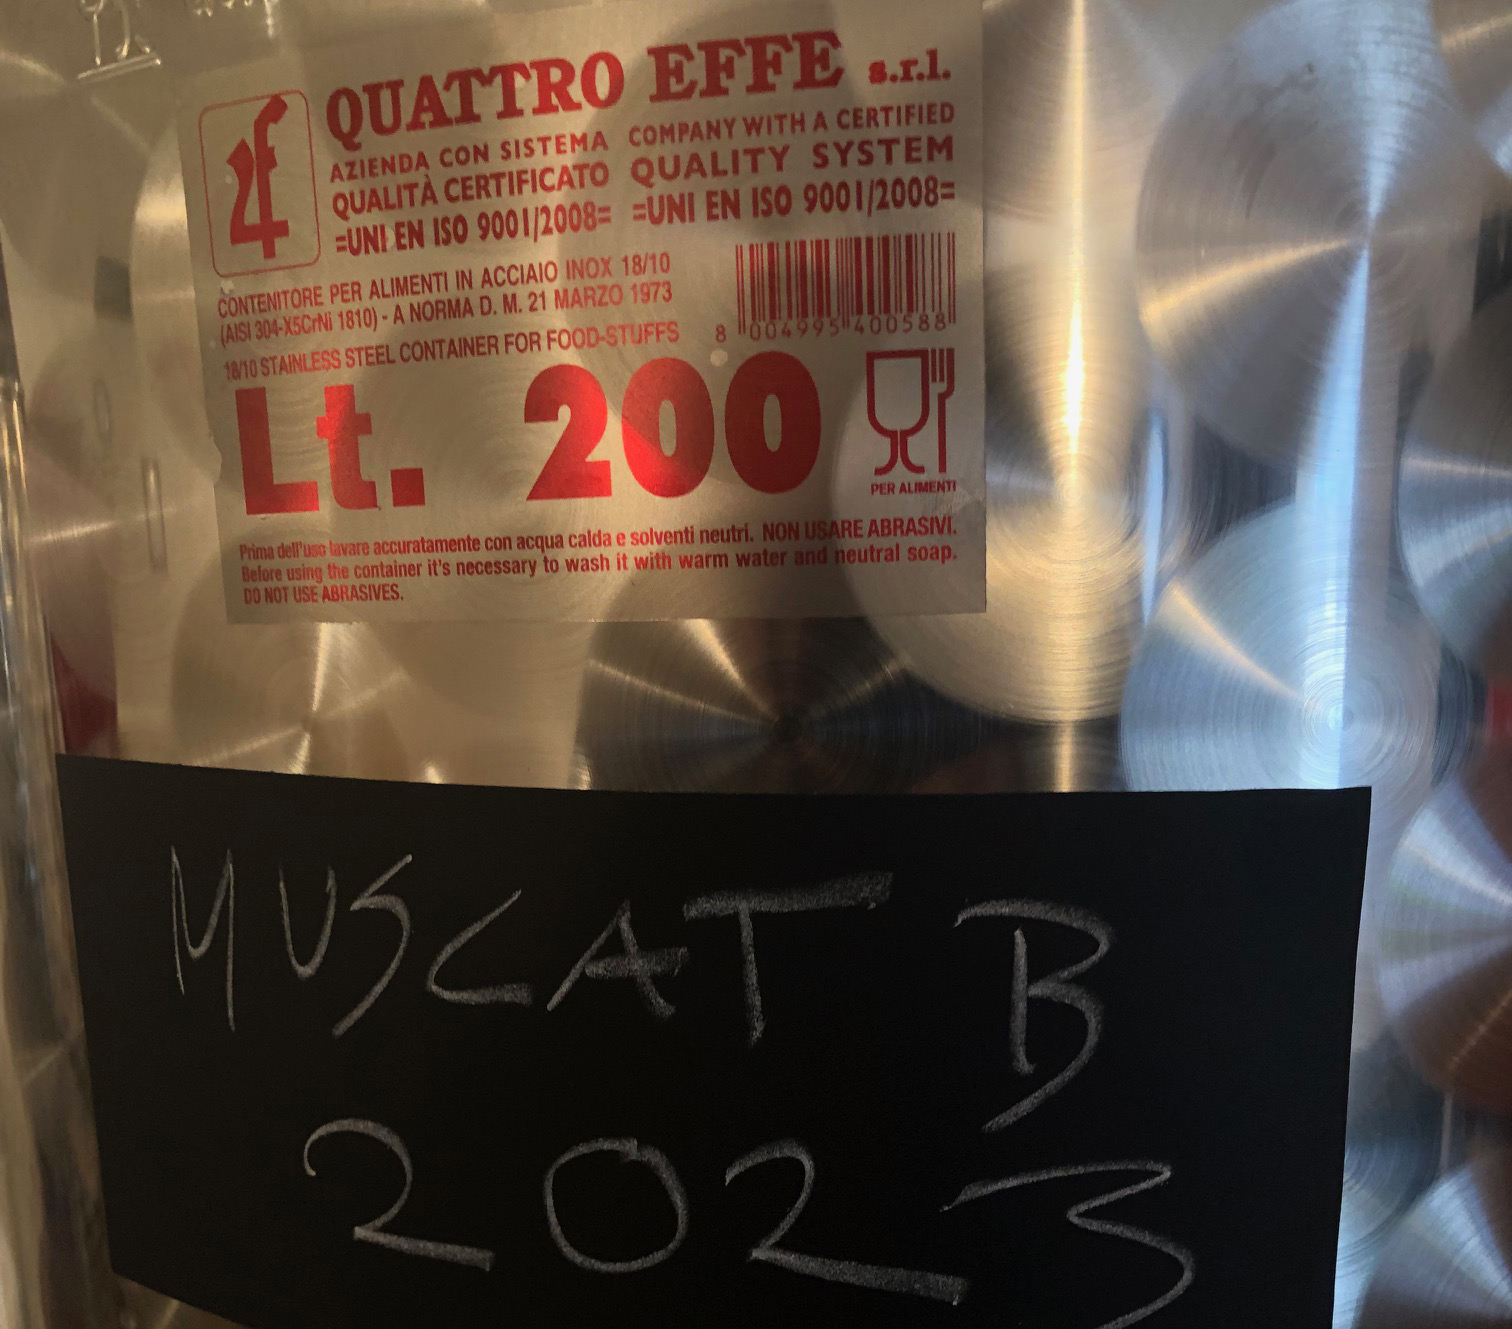 4F
QUATTRO EFFE s.r.l.
AZIENDA CON SISTEMA
QUALITÀ CERTIFICATO
=UNI EN ISO 9001/2008=
COMPANY WITH A CERTIFIED
QUALITY SYSTEM
=UNI EN ISO 9001/2008=
CONTENITORE PER ALIMENTI IN ACCIAIO INOX 18/10
(AISI 304-X5CrNi 1810) - A NORMA D. M. 21 MARZO 1973
18/10 STAINLESS STEEL CONTAINER FOR FOOD-STUFFS
8 004995 400588
Lt. 200
PER ALIMENTI
Prima dell'uso lavare accuratamente con acqua calda e solventi neutri. NON USARE ABRASIVI.
Before using the container it's necessary to wash it with warm water and neutral soap.
DO NOT USE ABRASIVES.
MUSCAT B
2023